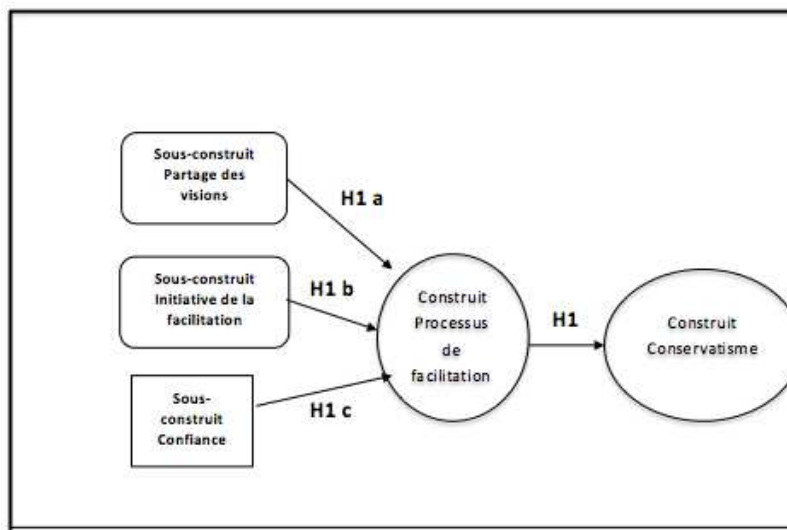 Sous-construit
Partage des
visions
H1 a
Sous-construit
Initiative de la
facilitation
H1 b
Sous-
construit
Confiance
H1 c
Construit
Processus
de
facilitation
H1
Construit
Conservatisme